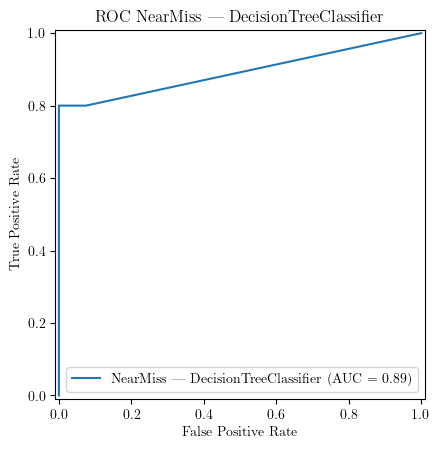 ROC NearMiss — DecisionTreeClassifier
1.0
0.8
0.6
0.4
0.2
0.0
True Positive Rate
NearMiss — DecisionTreeClassifier (AUC = 0.89)
0.0 0.2 0.4 0.6 0.8 1.0
False Positive Rate